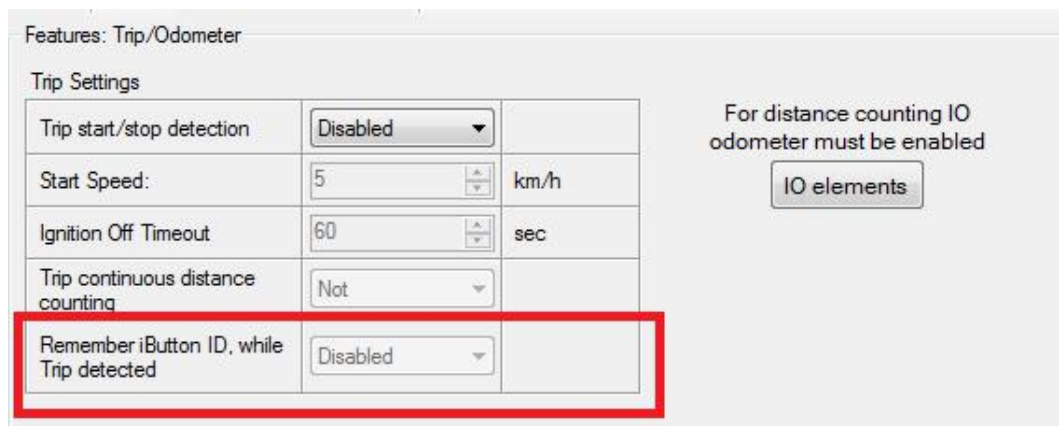 Features: Trip/Odometer
Trip Settings
Trip start/stop detection Disabled
Start Speed: 5 km/h
Ignition Off Timeout 60 sec
Trip continuous distance
counting Not
Remember iButton ID, while
Trip detected Disabled
For distance counting IO
odometer must be enabled
IO elements